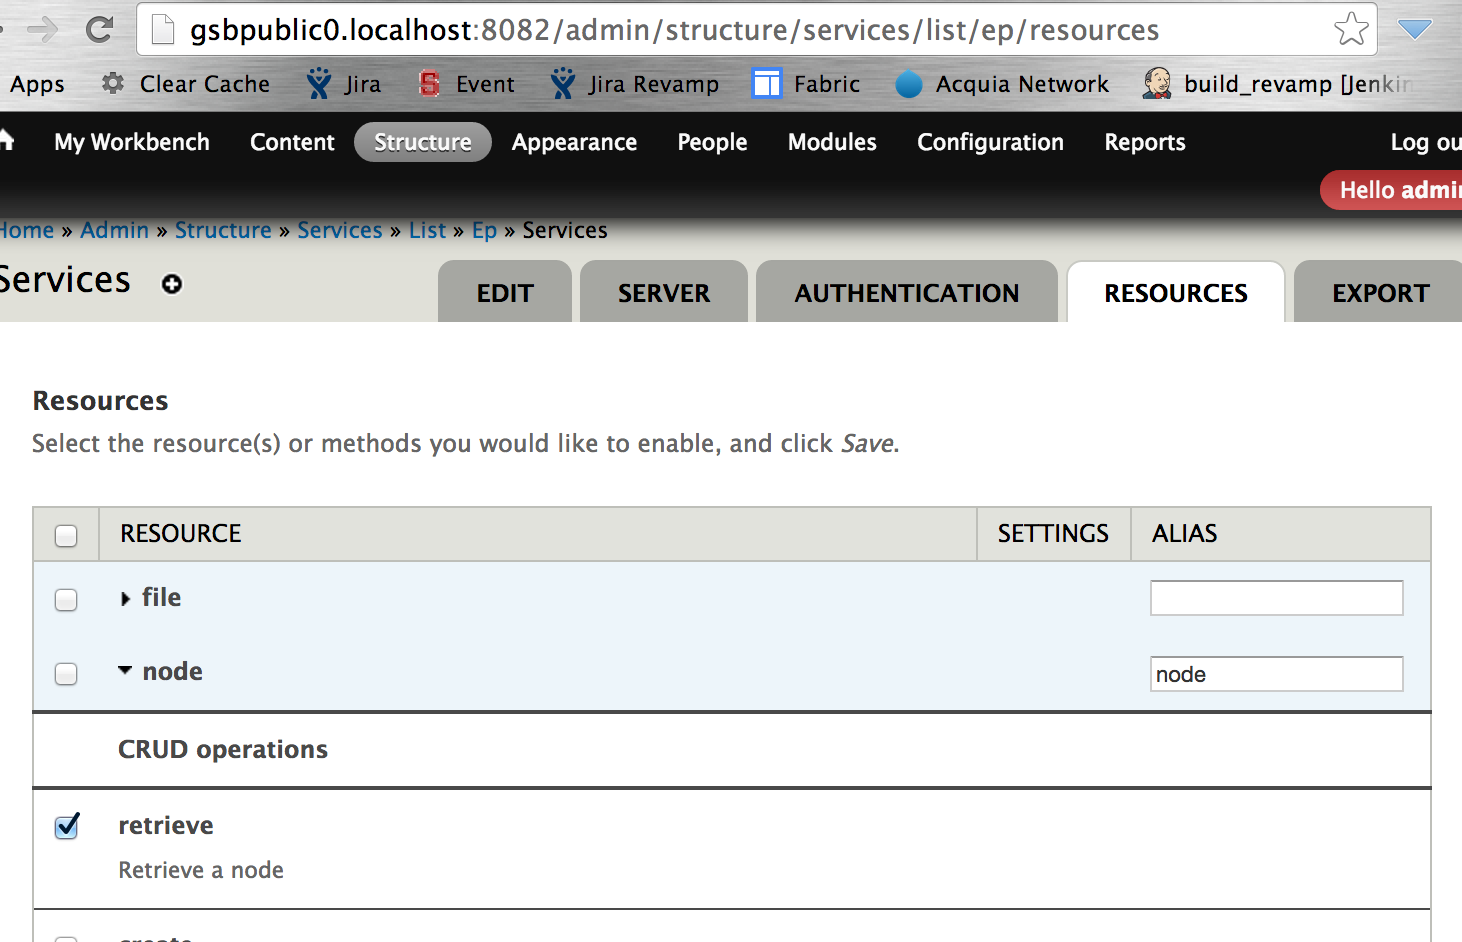 gsbpublic0.localhost:8082/admin/structure/services/list/ep/resources
Apps Clear Cache Jira Event Jira Revamp Fabric Acquia Network build_revamp [Jenkin
My Workbench Content Structure Appearance People Modules Configuration Reports Log ou
Hello admin
Home » Admin » Structure » Services » List » Ep » Services
Services EDIT SERVER AUTHENTICATION RESOURCES EXPORT
Resources
Select the resource(s) or methods you would like to enable, and click Save.
RESOURCE SETTINGS ALIAS
file
node node
CRUD operations
retrieve
Retrieve a node
create